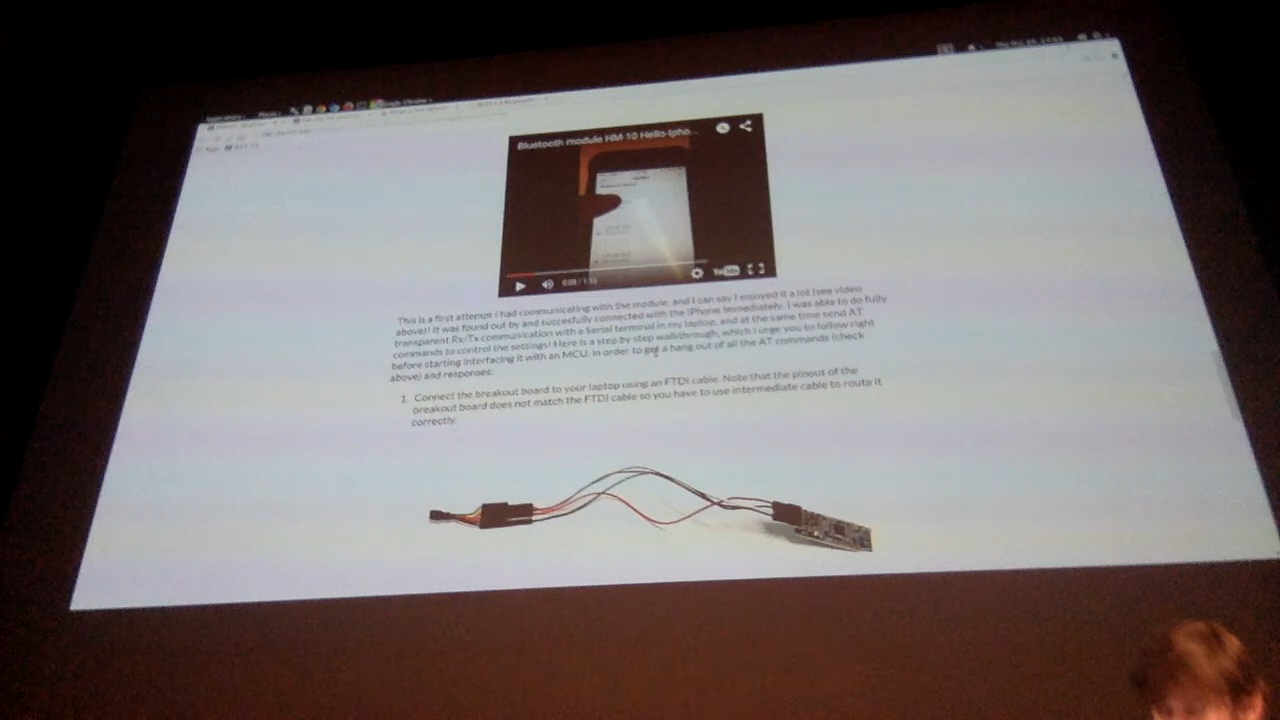 Bluetooth module HM-10 Hello-Ipho...
0:08 / 1:15
YouTube
This is a first attempt i had communicating with the module, and I can say I enjoyed it a lot (see video
above)! It was found out by and succesfully connected with the iPhone immediately. I was able to do fully
transparent Rx/Tx communication with a Serial terminal in my laptop, and at the same time send AT
commands to control the settings! Here is a step by step walkthrough, which I urge you to follow right
before starting interfacing it with an MCU, in order to get a hang out of all the AT commands (check
above) and responses:
1. Connect the breakout board to your laptop using an FTDI cable. Note that the pinout of the
breakout board does not match the FTDI cable so you have to use intermediate cable to route it
correctly.